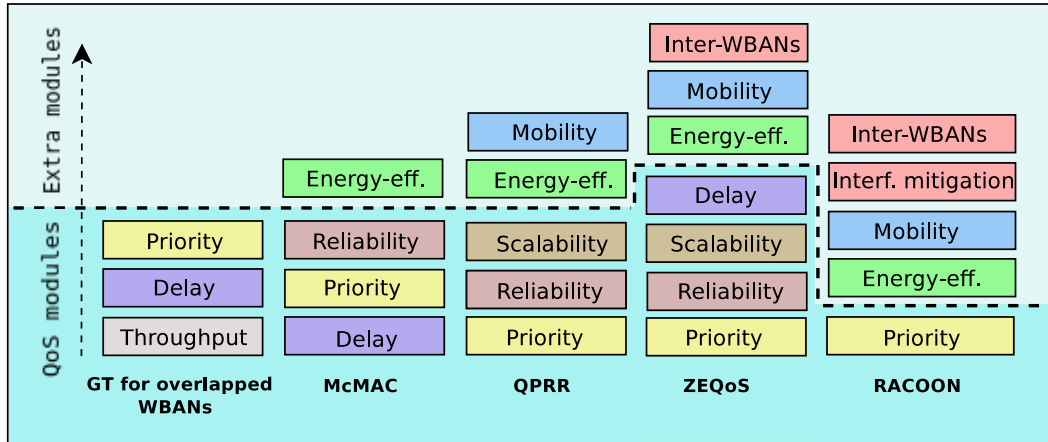 Extra modules
QoS modules
Inter-WBANs
Mobility
Mobility
Energy-eff.
Inter-WBANs
Energy-eff.
Energy-eff.
Delay
Interf. mitigation
Priority
Reliability
Scalability
Scalability
Mobility
Delay
Priority
Reliability
Reliability
Energy-eff.
Throughput
Delay
Priority
Priority
Priority
GT for overlapped
WBANs
McMAC
QPRR
ZEQoS
RACOON